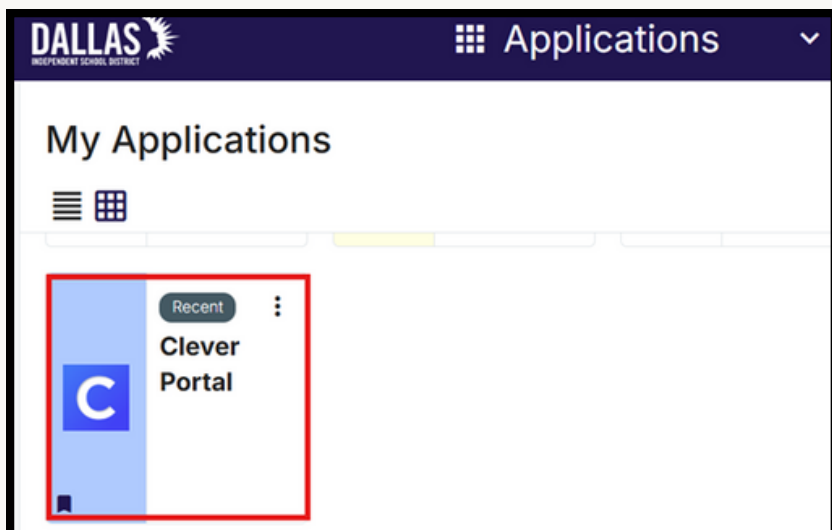 DALLAS
INDEPENDENT SCHOOL DISTRICT
Applications
My Applications
Recent
Clever
Portal
C